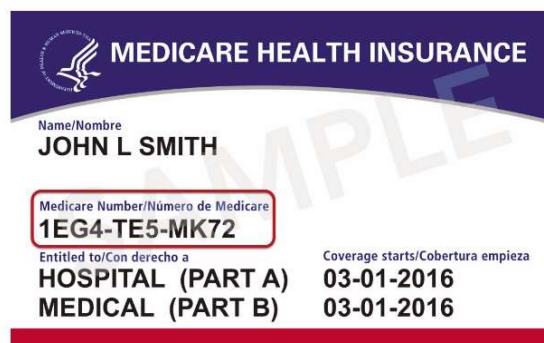 MEDICARE HEALTH INSURANCE
Name/Nombre
JOHN L SMITH
Medicare Number/Número de Medicare
1EG4-TE5-MK72
Entitled to/Con derecho a
HOSPITAL (PART A)
MEDICAL (PART B)
Coverage starts/Cobertura empieza
03-01-2016
03-01-2016
SAMPLE